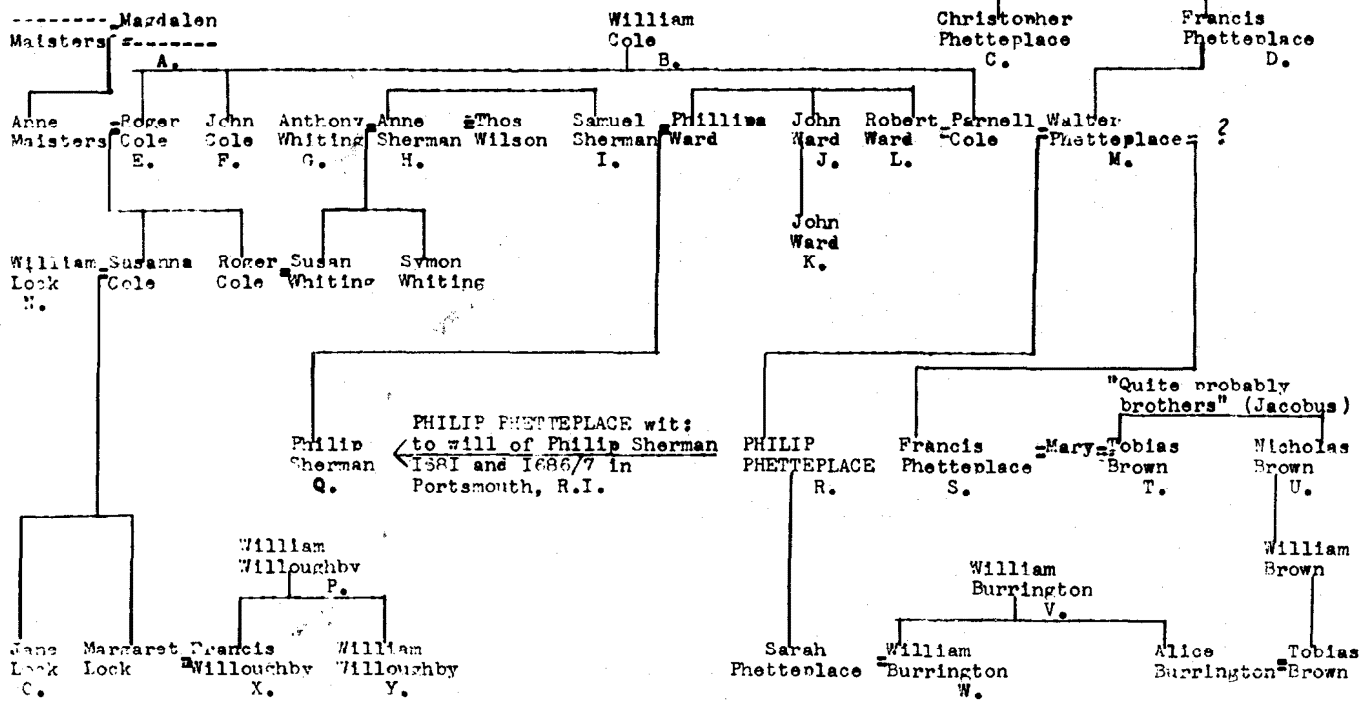 -------- Magdalen
Maisters = --------
A.
William
Cole
B.
Christopher
Phetteplace
C.
Francis
Phetteplace
D.
Anne
Maisters
=Roger
Cole
E.
John
Cole
F.
Anthony
Whiting
G.
=Anne
Sherman
H.
=Thos
Wilson
Samuel
Sherman
I.
=Phillipa
Ward
John
Ward
J.
Robert
Ward
L.
=Parnell
Cole
=Walter
Phetteplace
M.
= ?
John
Ward
K.
William
Lock
N.
=Susanna
Cole
Roger
Cole
=Susan
Whiting
Symon
Whiting
"Quite probably
brothers" (Jacobus)
Philip
Sherman
Q.
PHILIP PHETTEPLACE wit:
to will of Philip Sherman
I68I and I686/7 in
Portsmouth, R.I.
PHILIP
PHETTEPLACE
R.
Francis
Phetteplace
S.
=Mary=
Tobias
Brown
T.
Nicholas
Brown
U.
William
Willoughby
P.
William
Burrington
V.
William
Brown
Jane
Lock
Margaret
Lock
=Francis
Willoughby
X.
William
Willoughby
Y.
Sarah
Phetteplace
=William
Burrington
W.
Alice
Burrington
=Tobias
Brown